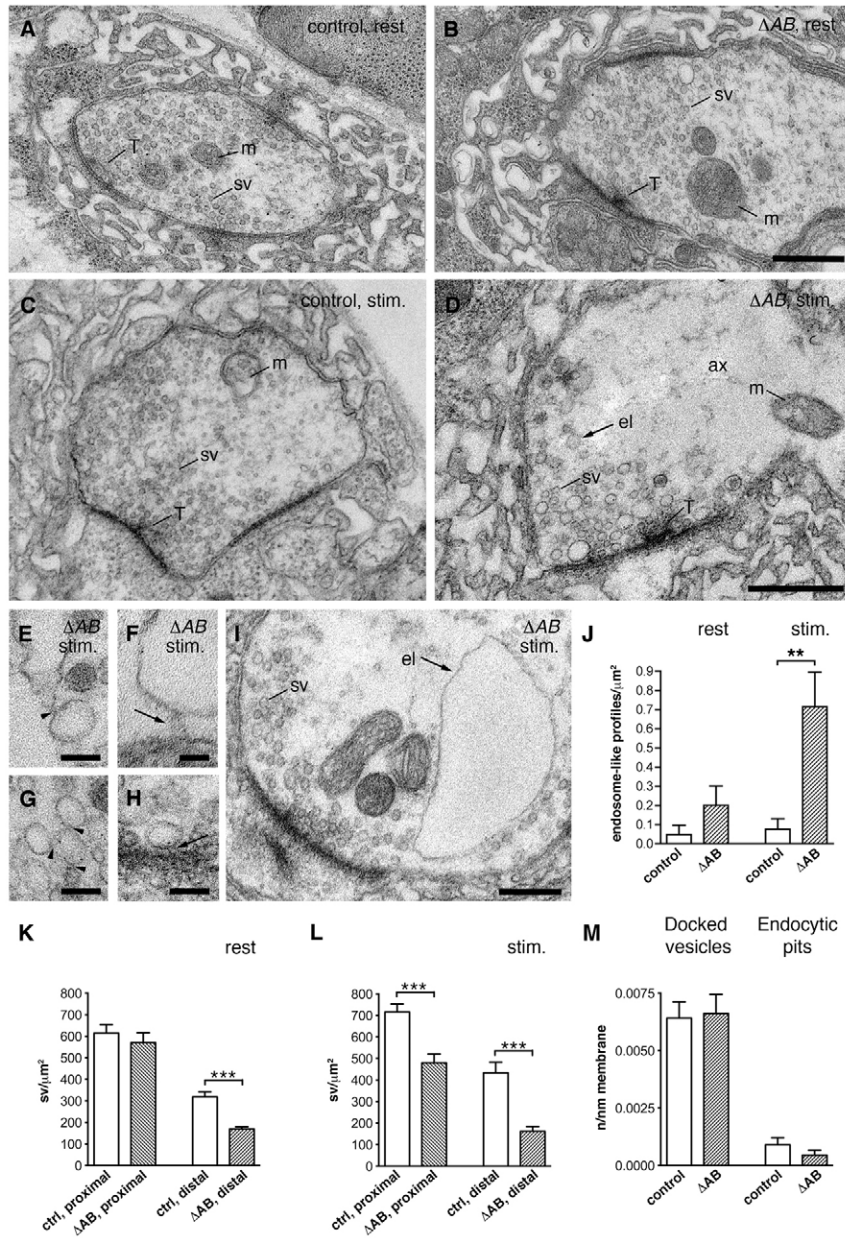 A
control, rest
T
m
sv
B
ΔAB, rest
sv
T
m
C
control, stim.
m
sv
T
D
ΔAB, stim.
ax
m
el
sv
T
E
ΔAB
stim.
F
ΔAB
stim.
G
H
I
ΔAB
stim.
el
sv
J
rest
stim.
**
endosome-like profiles/μm²
0.9
0.8
0.7
0.6
0.5
0.4
0.3
0.2
0.1
0.0
control
ΔAB
control
ΔAB
K
rest
sv/μm²
800
700
600
500
400
300
200
100
0
***
ctrl, proximal
ΔAB, proximal
ctrl, distal
ΔAB, distal
L
stim.
sv/μm²
800
700
600
500
400
300
200
100
0
***
***
ctrl, proximal
ΔAB, proximal
ctrl, distal
ΔAB, distal
M
Docked
vesicles
Endocytic
pits
n/nm membrane
0.0075
0.0050
0.0025
0.0000
control
ΔAB
control
ΔAB